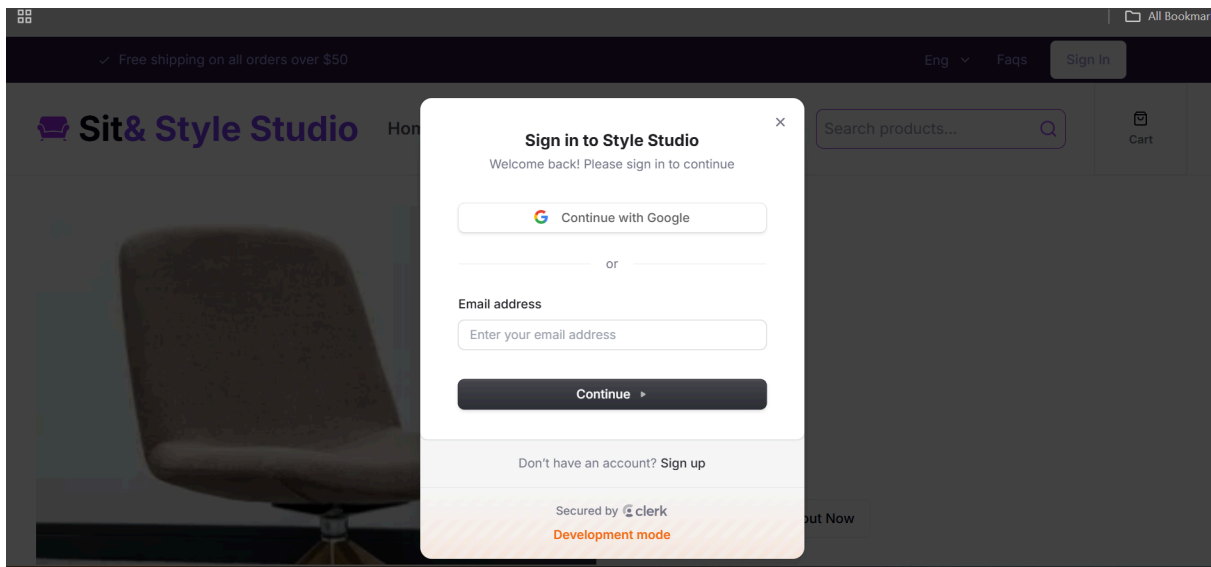 All Bookmar
Free shipping on all orders over $50
Eng
Faqs
Sign In
Sit& Style Studio
Hon
Search products...
Cart
Sign in to Style Studio
Welcome back! Please sign in to continue
Continue with Google
or
Email address
Enter your email address
Continue
Don't have an account? Sign up
Secured by clerk
Development mode
out Now